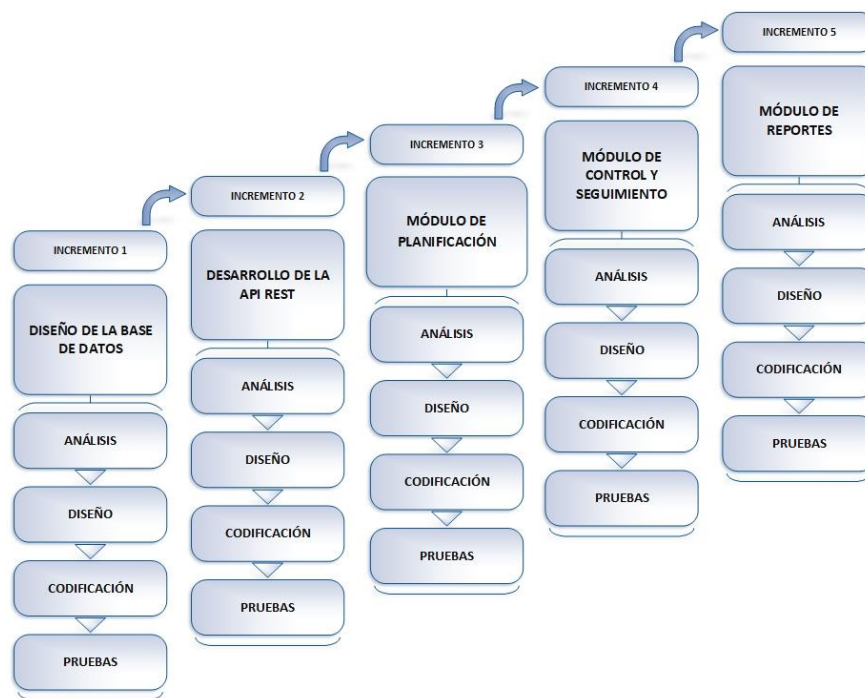 INCREMENTO 1
DISEÑO DE LA BASE
DE DATOS
ANÁLISIS
DISEÑO
CODIFICACIÓN
PRUEBAS
INCREMENTO 2
DESARROLLO DE LA
API REST
ANÁLISIS
DISEÑO
CODIFICACIÓN
PRUEBAS
INCREMENTO 3
MÓDULO DE
PLANIFICACIÓN
ANÁLISIS
DISEÑO
CODIFICACIÓN
PRUEBAS
INCREMENTO 4
MÓDULO DE
CONTROL Y
SEGUIMIENTO
ANÁLISIS
DISEÑO
CODIFICACIÓN
PRUEBAS
INCREMENTO 5
MÓDULO DE
REPORTES
ANÁLISIS
DISEÑO
CODIFICACIÓN
PRUEBAS